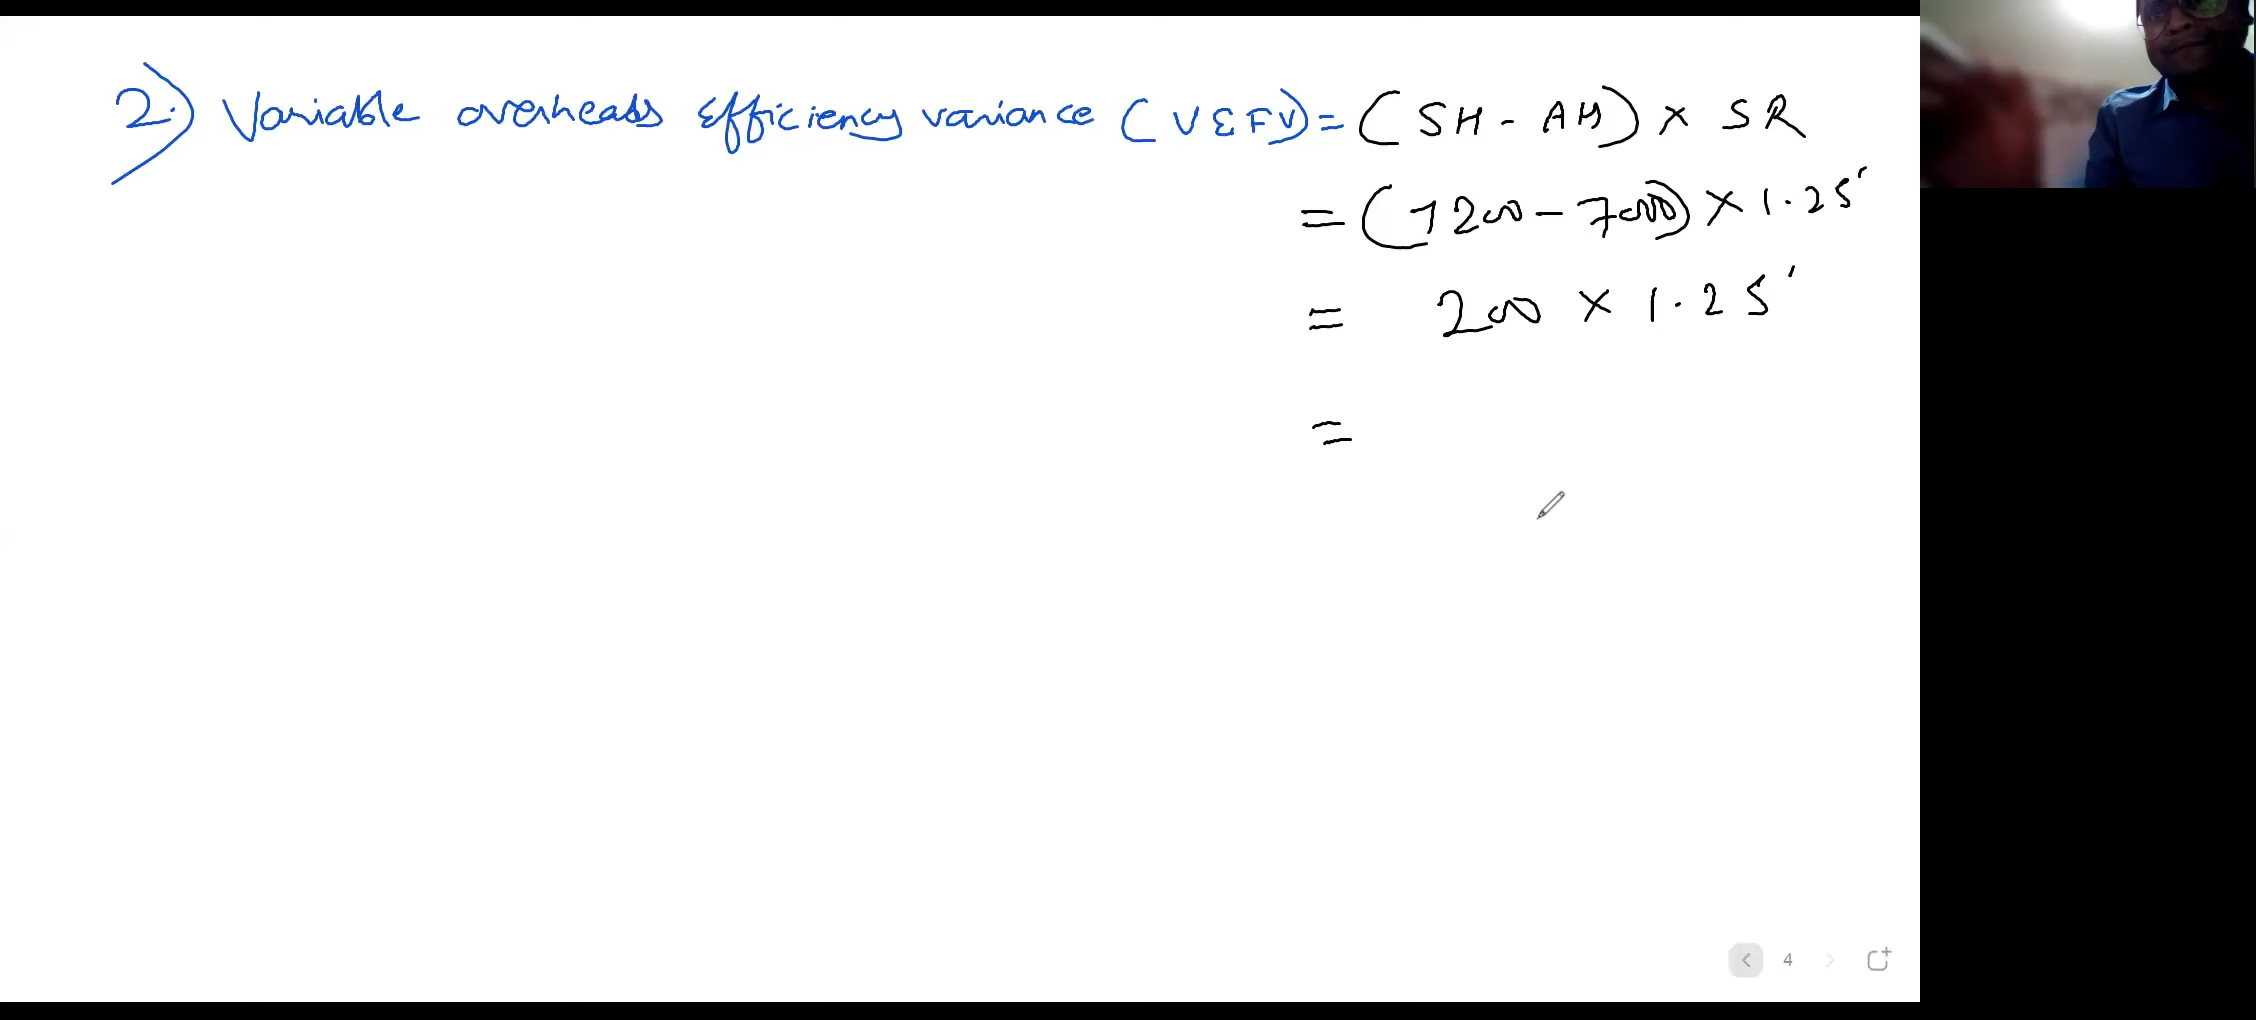 2.) Variable overheads efficiency variance (VEFV) = (SH - AH) × SR
= (7200 - 7000) × 1.25
= 200 × 1.25
=
4